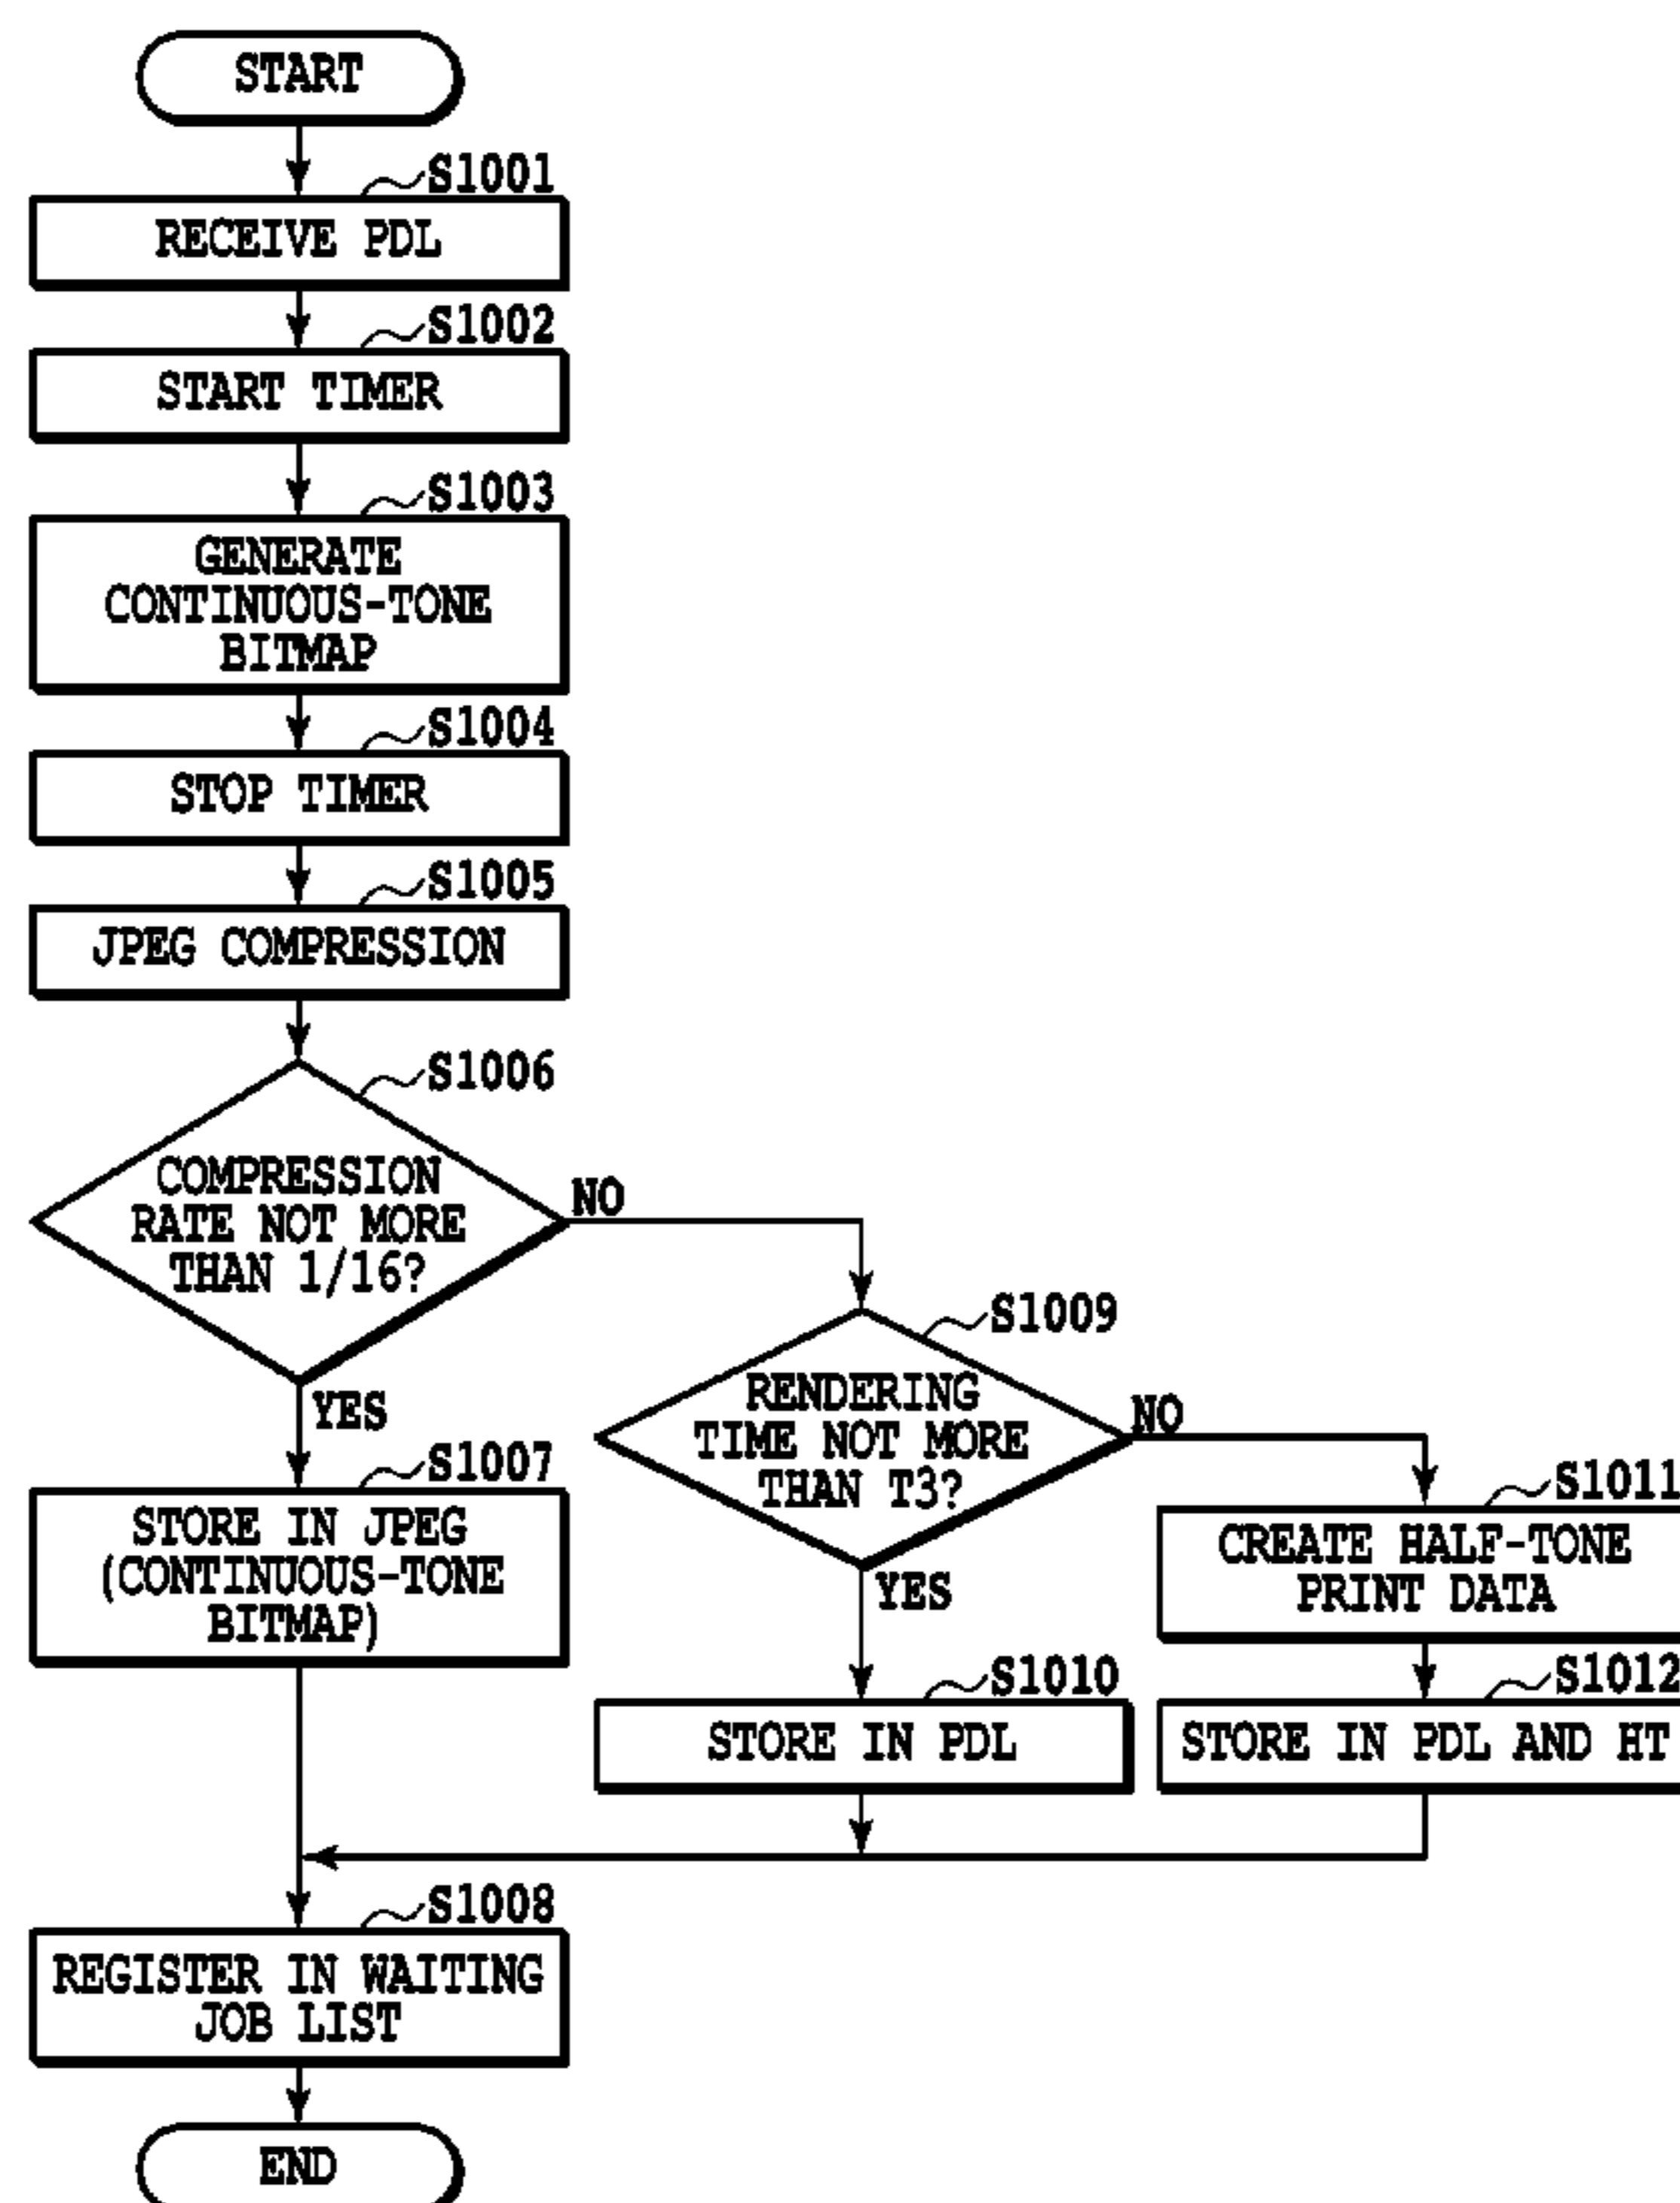 START
S1001
RECEIVE PDL
S1002
START TIMER
S1003
GENERATE
CONTINUOUS-TONE
BITMAP
S1004
STOP TIMER
S1005
JPEG COMPRESSION
S1006
COMPRESSION
RATE NOT MORE
THAN 1/16?
NO
YES
S1007
STORE IN JPEG
(CONTINUOUS-TONE
BITMAP)
S1009
RENDERING
TIME NOT MORE
THAN T3?
NO
YES
S1010
STORE IN PDL
S1011
CREATE HALF-TONE
PRINT DATA
S1012
STORE IN PDL AND HT
S1008
REGISTER IN WAITING
JOB LIST
END